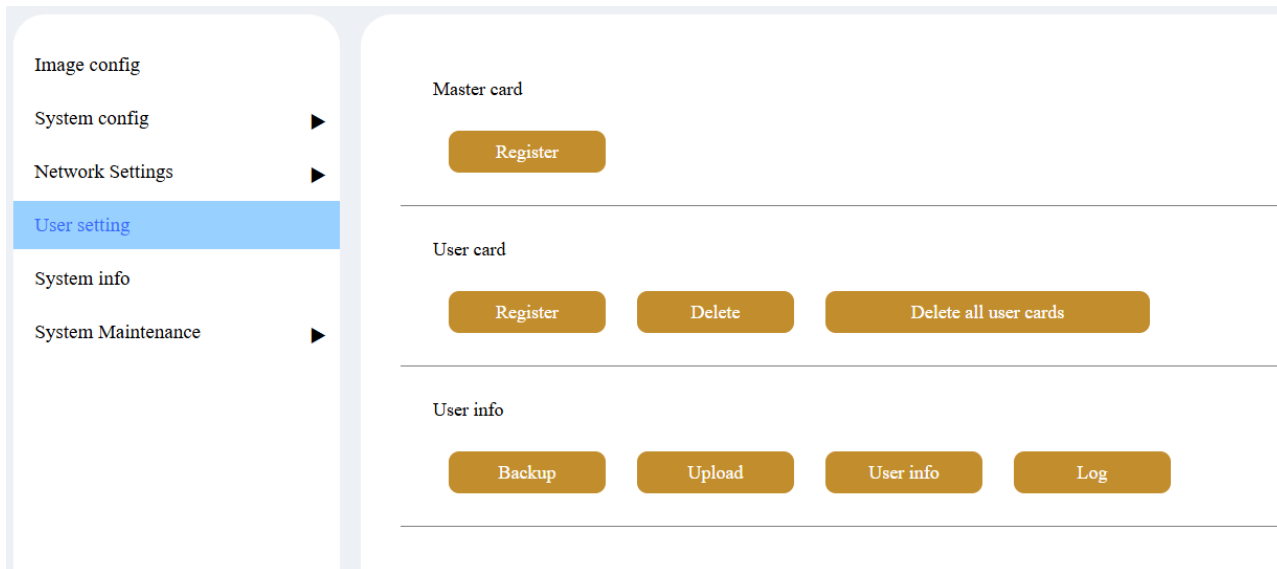 Image config
System config
Network Settings
User setting
System info
System Maintenance
Master card
Register
User card
Register Delete Delete all user cards
User info
Backup Upload User info Log